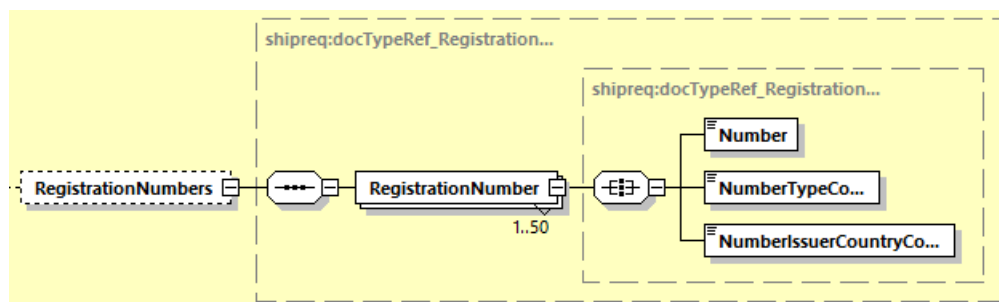 shipreq:docTypeRef_Registration...
shipreq:docTypeRef_Registration...
Number
RegistrationNumbers
RegistrationNumber
NumberTypeCo...
1..50
NumberIssuerCountryCo...